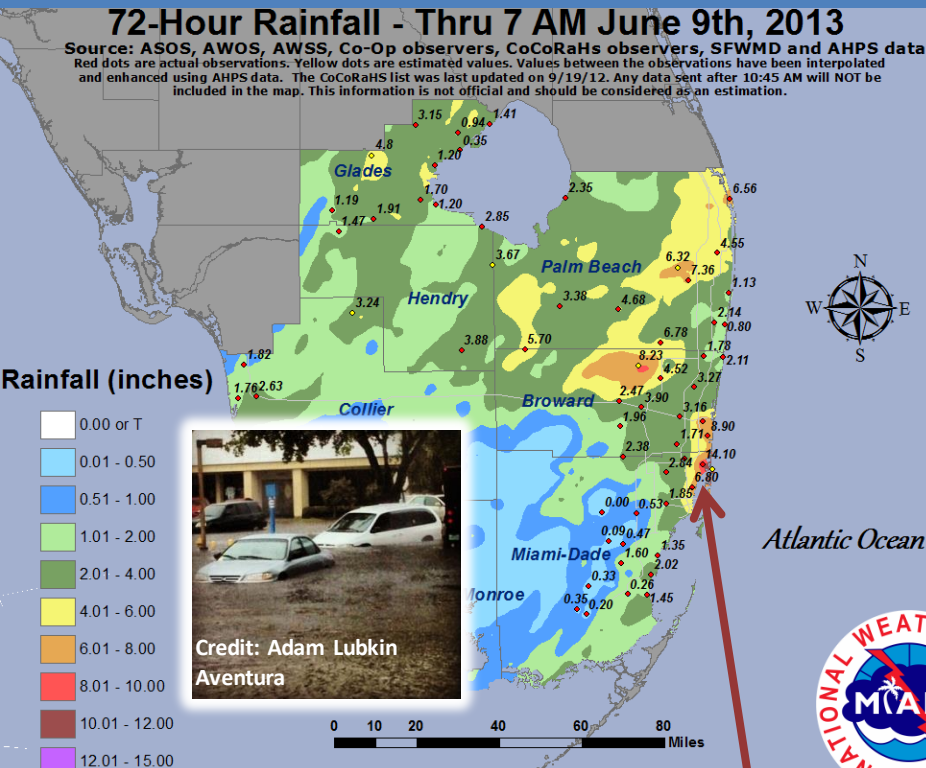 72-Hour Rainfall - Thru 7 AM June 9th, 2013
Source: ASOS, AWOS, AWSS, Co-Op observers, CoCoRaHs observers, SFWMD and AHPS data
Red dots are actual observations. Yellow dots are estimated values. Values between the observations have been interpolated
and enhanced using AHPS data. The CoCoRaHS list was last updated on 9/19/12. Any data sent after 10:45 AM will NOT be
included in the map. This information is not official and should be considered as an estimation.
3.15
1.41
0.94
0.35
4.8
1.20
Glades
1.70
1.20
1.19
1.91
1.47
2.85
2.35
6.56
4.55
3.67
Palm Beach
6.32
7.36
1.13
N
W E
S
Hendry
3.24
3.38
4.68
2.14
0.80
3.88
5.70
6.78
1.78
2.11
1.82
8.23
4.52
3.27
1.76
2.63
Collier
Broward
2.47
3.90
3.16
1.96
1.71
8.90
2.38
2.84
14.10
6.80
1.85
0.00
0.53
0.09
0.47
Miami-Dade
1.60
1.35
2.02
0.33
0.26
1.45
0.35
0.20
Monroe
Atlantic Ocean
Rainfall (inches)
0.00 or T
0.01 - 0.50
0.51 - 1.00
1.01 - 2.00
2.01 - 4.00
4.01 - 6.00
6.01 - 8.00
8.01 - 10.00
10.01 - 12.00
12.01 - 15.00
Credit: Adam Lubkin
Aventura
0 10 20 40 60 80
Miles
NATIONAL WEAT
MIA